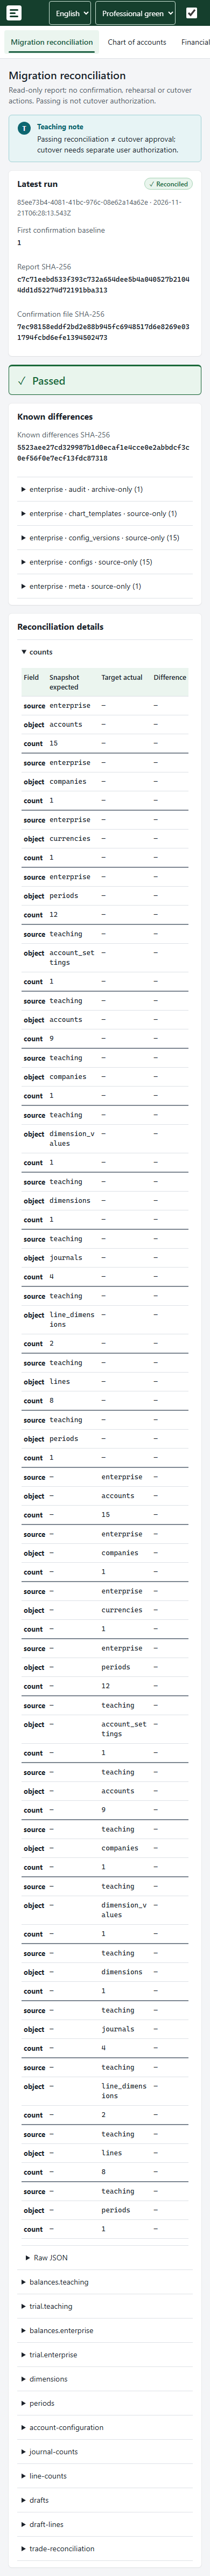 English
Professional green
Migration reconciliation
Chart of accounts
Financial
Migration reconciliation
Read-only report: no confirmation, rehearsal or cutover
actions. Passing is not cutover authorization.
T
Teaching note
Passing reconciliation ≠ cutover approval:
cutover needs separate user authorization.
Latest run
✓ Reconciled
85ee73b4-4081-41bc-976c-08e62a14a62e · 2026-11-
21T06:28:13.543Z
First confirmation baseline
1
Report SHA-256
Confirmation file SHA-256
✓ Passed
Known differences
Known differences SHA-256
▶ enterprise · audit · archive-only (1)
▶ enterprise · chart_templates · source-only (1)
▶ enterprise · config_versions · source-only (15)
▶ enterprise · configs · source-only (15)
▶ enterprise · meta · source-only (1)
Reconciliation details
▼ counts
Field Snapshot expected Target actual Difference
source enterprise – –
object accounts – –
count 15 – –
source enterprise – –
object companies – –
count 1 – –
source enterprise – –
object currencies – –
count 1 – –
source enterprise – –
object periods – –
count 12 – –
source teaching – –
object account_settings – –
count 1 – –
source teaching – –
object accounts – –
count 9 – –
source teaching – –
object companies – –
count 1 – –
source teaching – –
object dimension_values – –
count 1 – –
source teaching – –
object dimensions – –
count 1 – –
source teaching – –
object journals – –
count 4 – –
source teaching – –
object line_dimensions – –
count 2 – –
source teaching – –
object lines – –
count 8 – –
source teaching – –
object periods – –
count 1 – –
source – enterprise –
object – accounts –
count – 15 –
source – enterprise –
object – companies –
count – 1 –
source – enterprise –
object – currencies –
count – 1 –
source – enterprise –
object – periods –
count – 12 –
source – teaching –
object – account_settings –
count – 1 –
source – teaching –
object – accounts –
count – 9 –
source – teaching –
object – companies –
count – 1 –
source – teaching –
object – dimension_values –
count – 1 –
source – teaching –
object – dimensions –
count – 1 –
source – teaching –
object – journals –
count – 4 –
source – teaching –
object – line_dimensions –
count – 2 –
source – teaching –
object – lines –
count – 8 –
source – teaching –
object – periods –
count – 1 –
▶ Raw JSON
▶ balances.teaching
▶ trial.teaching
▶ balances.enterprise
▶ trial.enterprise
▶ dimensions
▶ periods
▶ account-configuration
▶ journal-counts
▶ line-counts
▶ drafts
▶ draft-lines
▶ trade-reconciliation